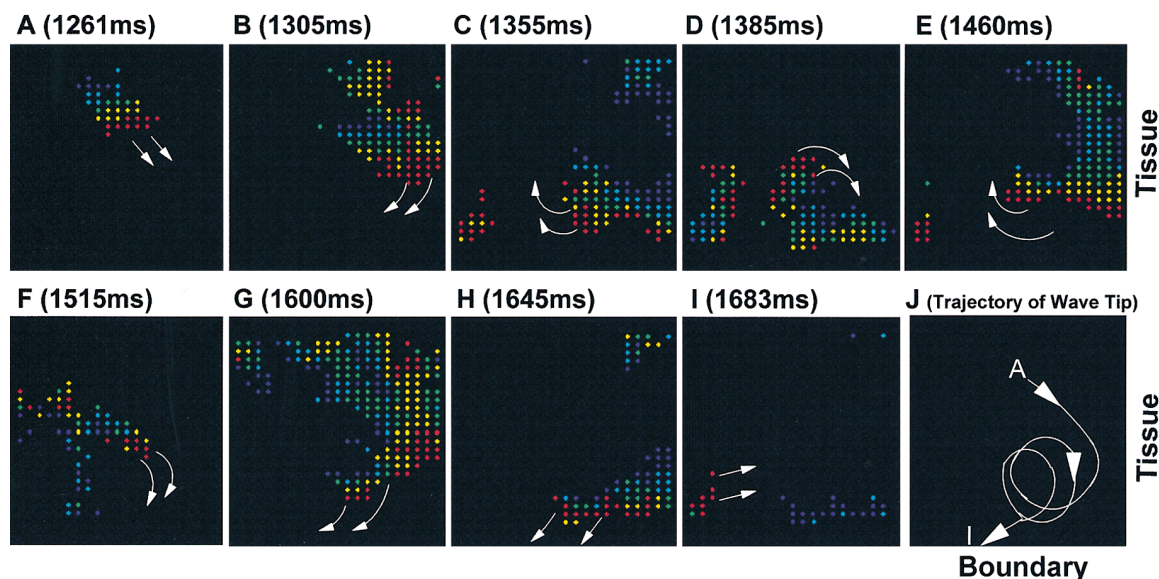 A (1261ms)
B (1305ms)
C (1355ms)
D (1385ms)
E (1460ms)
Tissue
F (1515ms)
G (1600ms)
H (1645ms)
I (1683ms)
J (Trajectory of Wave Tip)
A
I
Tissue
Boundary